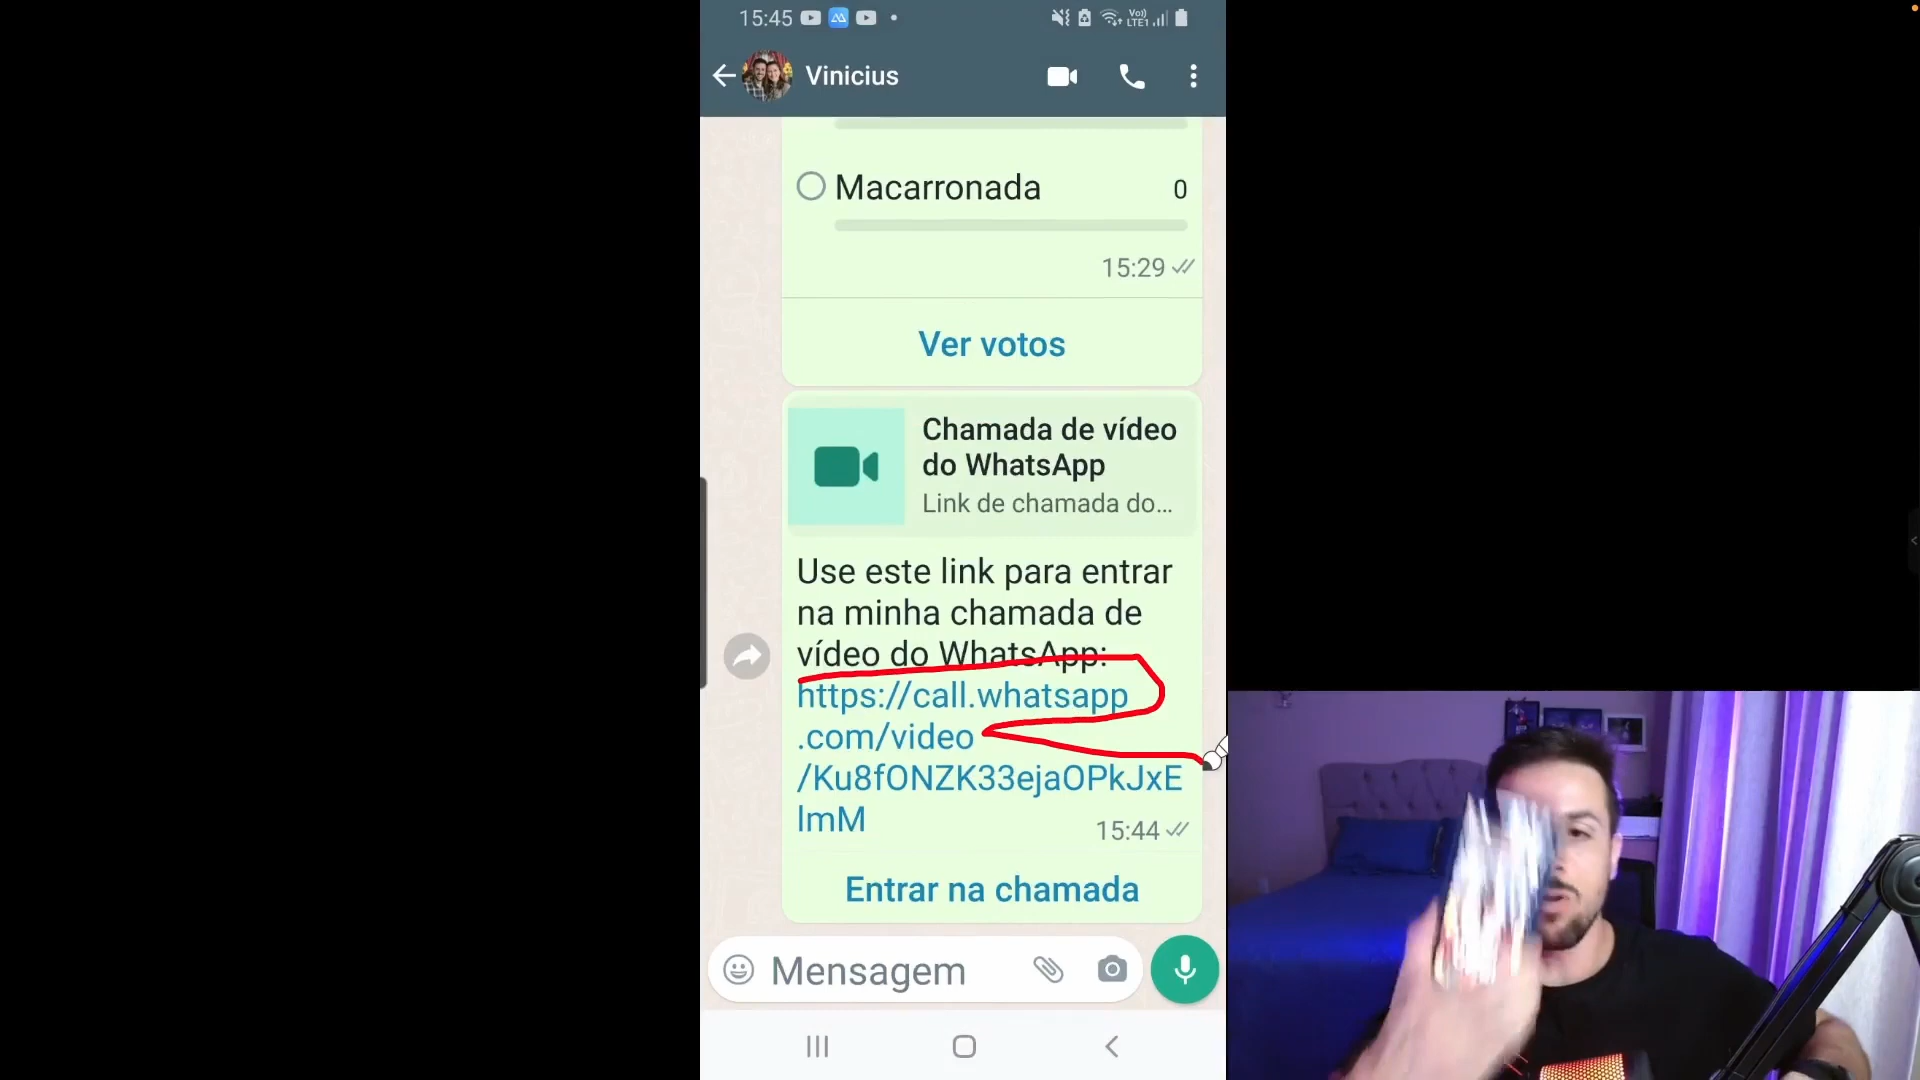 15:45
Vo)) LTE1
Vinicius
Macarronada 0
15:29
Ver votos
Chamada de vídeo
do WhatsApp
Link de chamada do...
Use este link para entrar
na minha chamada de
vídeo do WhatsApp:
https://call.whatsapp
.com/video
/Ku8fONZK33ejaOPkJxE
lmM
15:44
Entrar na chamada
Mensagem